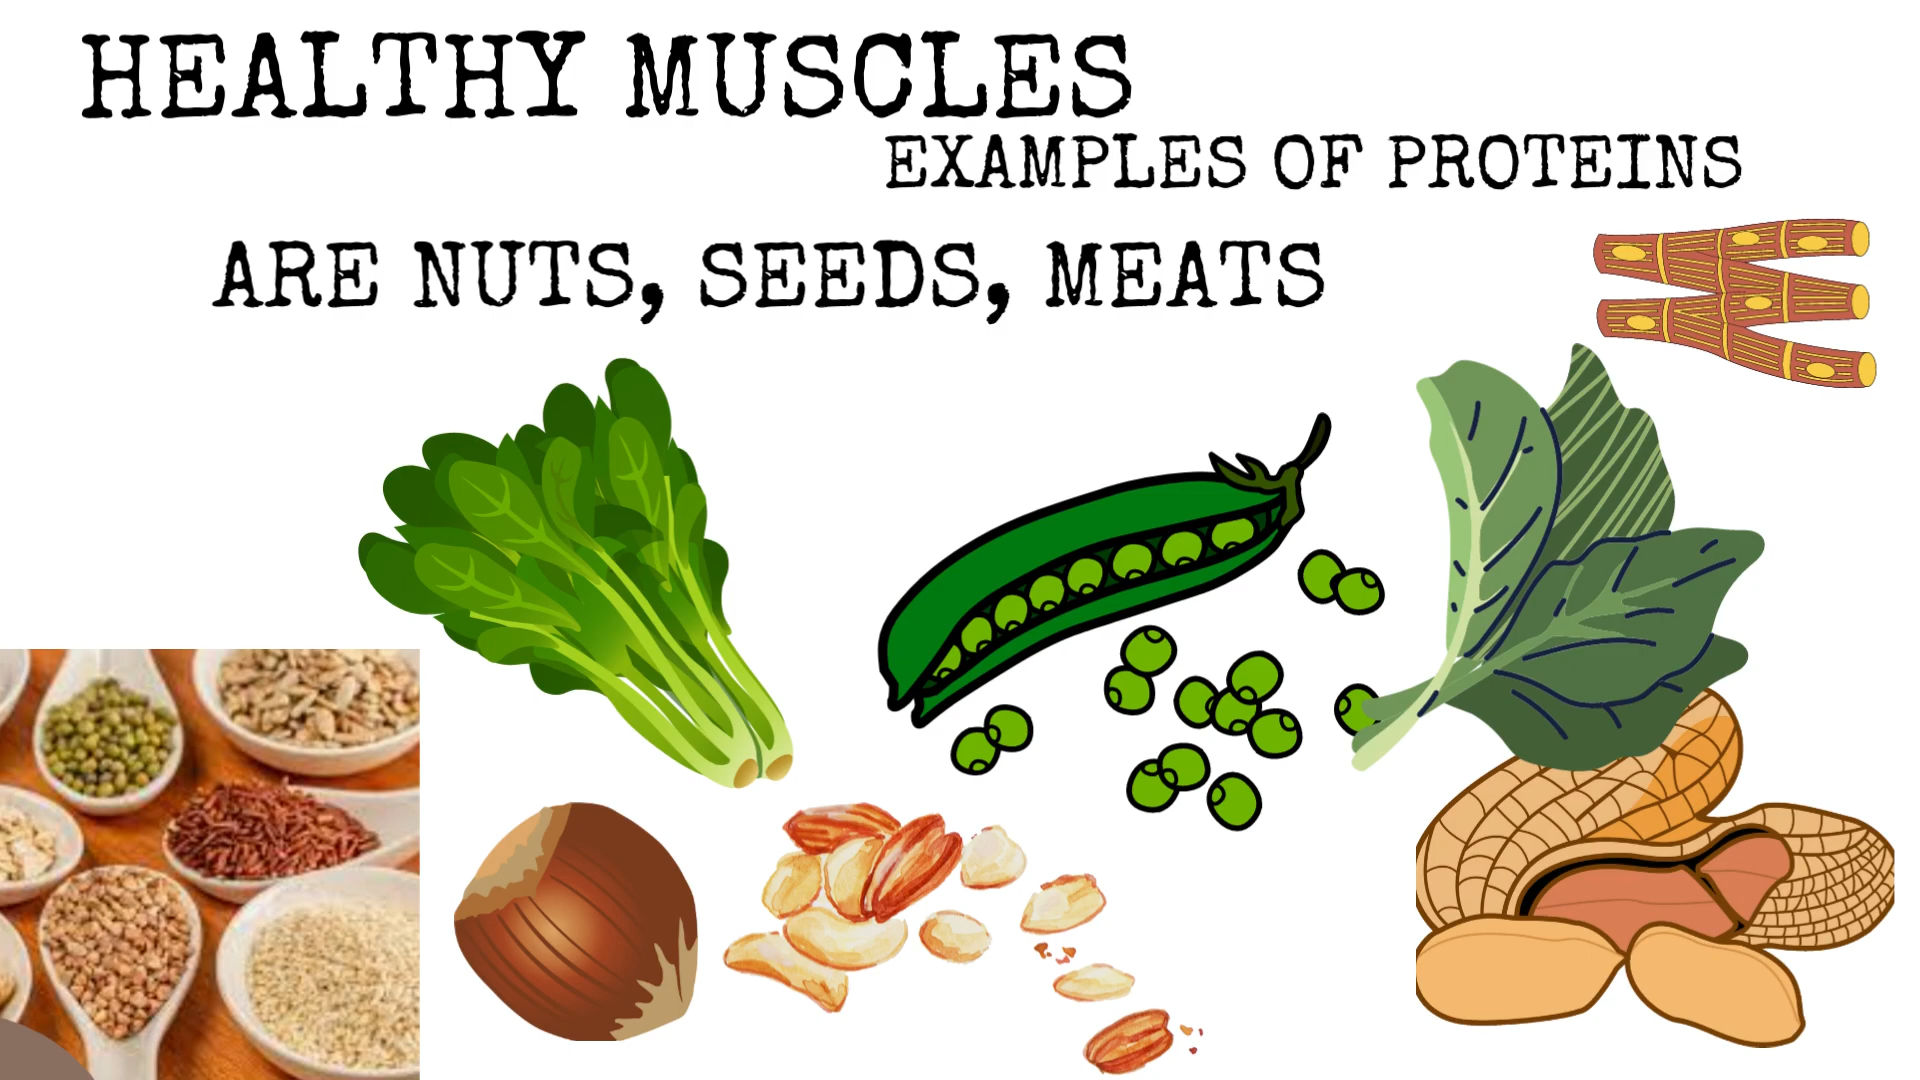 HEALTHY MUSCLES
EXAMPLES OF PROTEINS
ARE NUTS, SEEDS, MEATS